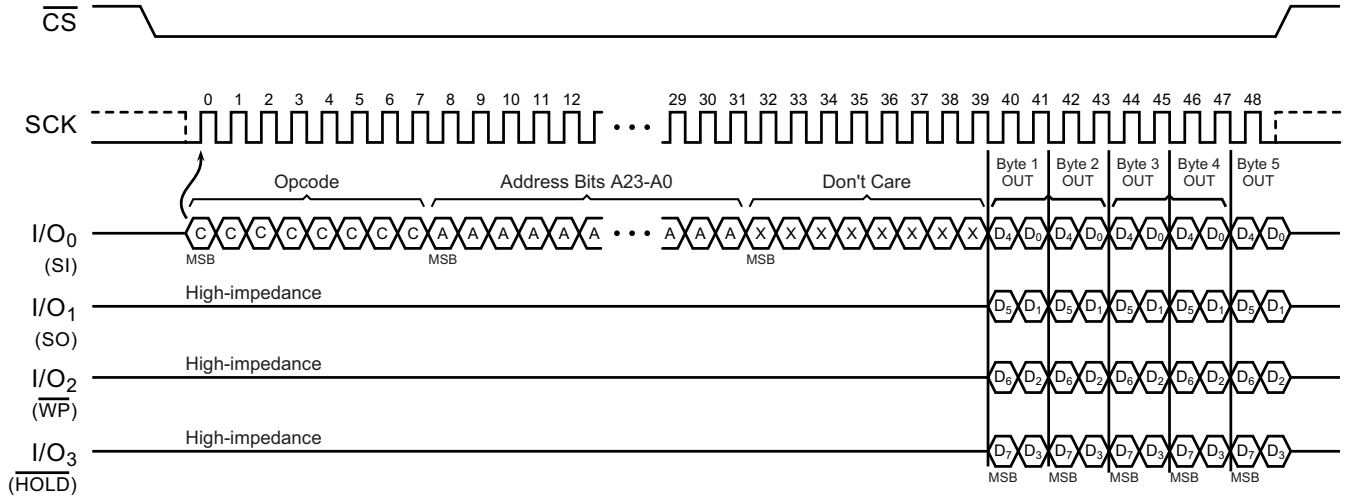 CS
SCK
0 1 2 3 4 5 6 7 8 9 10 11 12 29 30 31 32 33 34 35 36 37 38 39 40 41 42 43 44 45 46 47 48
Opcode Address Bits A23-A0 Don't Care
Byte 1 OUT Byte 2 OUT Byte 3 OUT Byte 4 OUT Byte 5 OUT
I/O0 (SI)
C C C C C C C C A A A A A A • • • A A A X X X X X X X X D4 D0 D4 D0 D4 D0 D4 D0 D4 D0
MSB MSB MSB
I/O1 (SO)
High-impedance
D5 D1 D5 D1 D5 D1 D5 D1 D5 D1
I/O2 (WP)
High-impedance
D6 D2 D6 D2 D6 D2 D6 D2 D6 D2
I/O3 (HOLD)
High-impedance
D7 D3 D7 D3 D7 D3 D7 D3 D7 D3
MSB MSB MSB MSB MSB